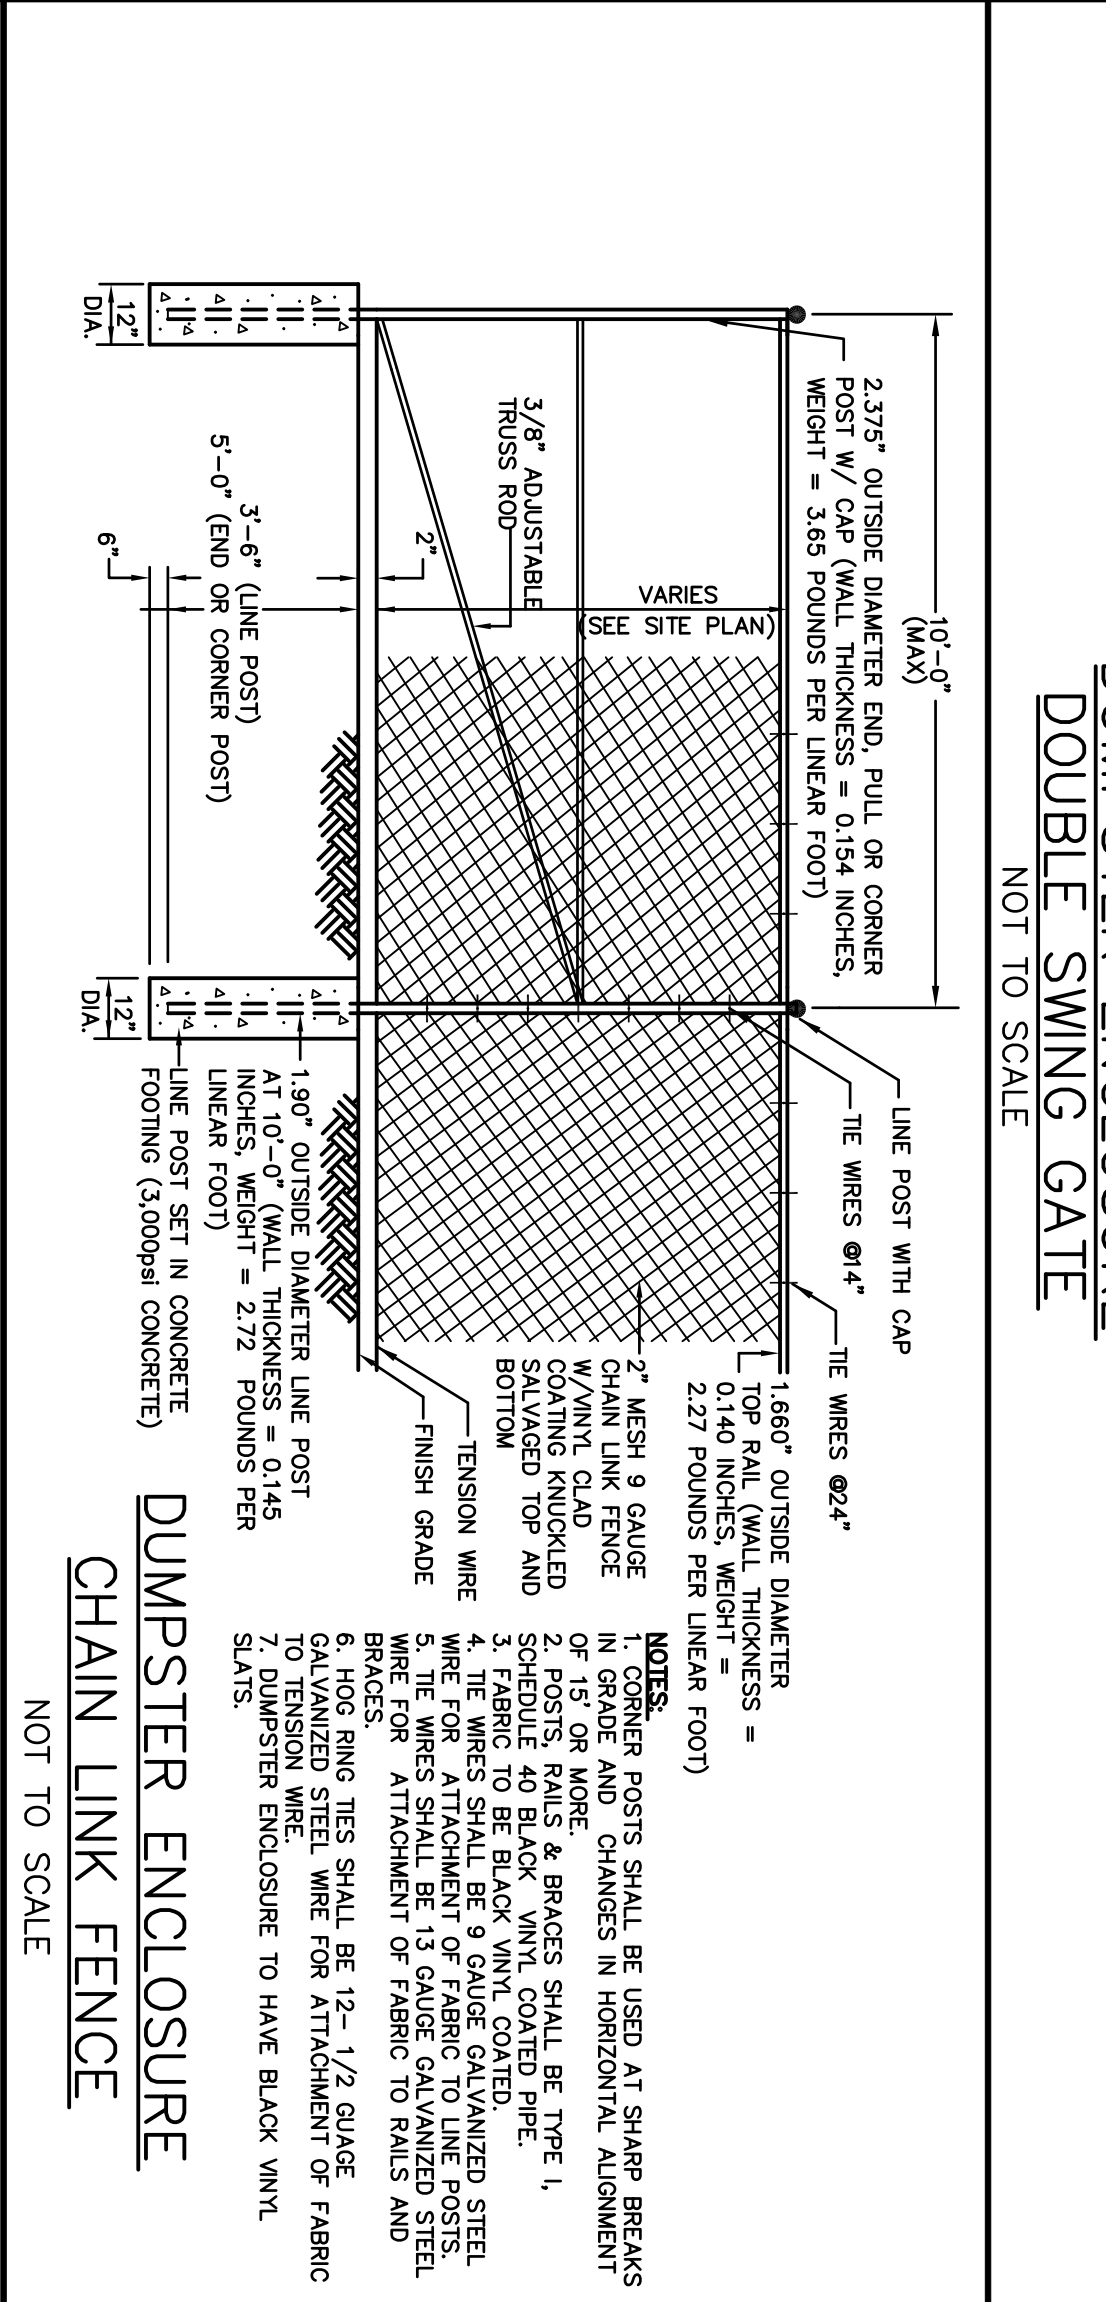 DOUBLE SWING GATE
NOT TO SCALE
10'-0"
(MAX)
2.375" OUTSIDE DIAMETER END, PULL OR CORNER
POST W/ CAP (WALL THICKNESS = 0.154 INCHES,
WEIGHT = 3.65 POUNDS PER LINEAR FOOT)
LINE POST WITH CAP
TIE WIRES @14"
TIE WIRES @24"
1.660" OUTSIDE DIAMETER
TOP RAIL (WALL THICKNESS =
0.140 INCHES, WEIGHT =
2.27 POUNDS PER LINEAR FOOT)
VARIES
(SEE SITE PLAN)
3/8" ADJUSTABLE
TRUSS ROD
2" MESH 9 GAUGE
CHAIN LINK FENCE
W/VINYL CLAD
COATING KNUCKLED
SALVAGED TOP AND
BOTTOM
TENSION WIRE
FINISH GRADE
2"
3'-6" (LINE POST)
5'-0" (END OR CORNER POST)
6"
12"
DIA.
12"
DIA.
1.90" OUTSIDE DIAMETER LINE POST
AT 10'-0" (WALL THICKNESS = 0.145
INCHES, WEIGHT = 2.72 POUNDS PER
LINEAR FOOT)
LINE POST SET IN CONCRETE
FOOTING (3,000psi CONCRETE)
NOTES:
1. CORNER POSTS SHALL BE USED AT SHARP BREAKS
IN GRADE AND CHANGES IN HORIZONTAL ALIGNMENT
OF 15' OR MORE.
2. POSTS, RAILS & BRACES SHALL BE TYPE I,
SCHEDULE 40 BLACK VINYL COATED PIPE.
3. FABRIC TO BE BLACK VINYL COATED.
4. TIE WIRES SHALL BE 9 GAUGE GALVANIZED STEEL
WIRE FOR ATTACHMENT OF FABRIC TO LINE POSTS.
5. TIE WIRES SHALL BE 13 GAUGE GALVANIZED STEEL
WIRE FOR ATTACHMENT OF FABRIC TO RAILS AND
BRACES.
6. HOG RING TIES SHALL BE 12- 1/2 GUAGE
GALVANIZED STEEL WIRE FOR ATTACHMENT OF FABRIC
TO TENSION WIRE.
7. DUMPSTER ENCLOSURE TO HAVE BLACK VINYL
SLATS.
DUMPSTER ENCLOSURE
CHAIN LINK FENCE
NOT TO SCALE